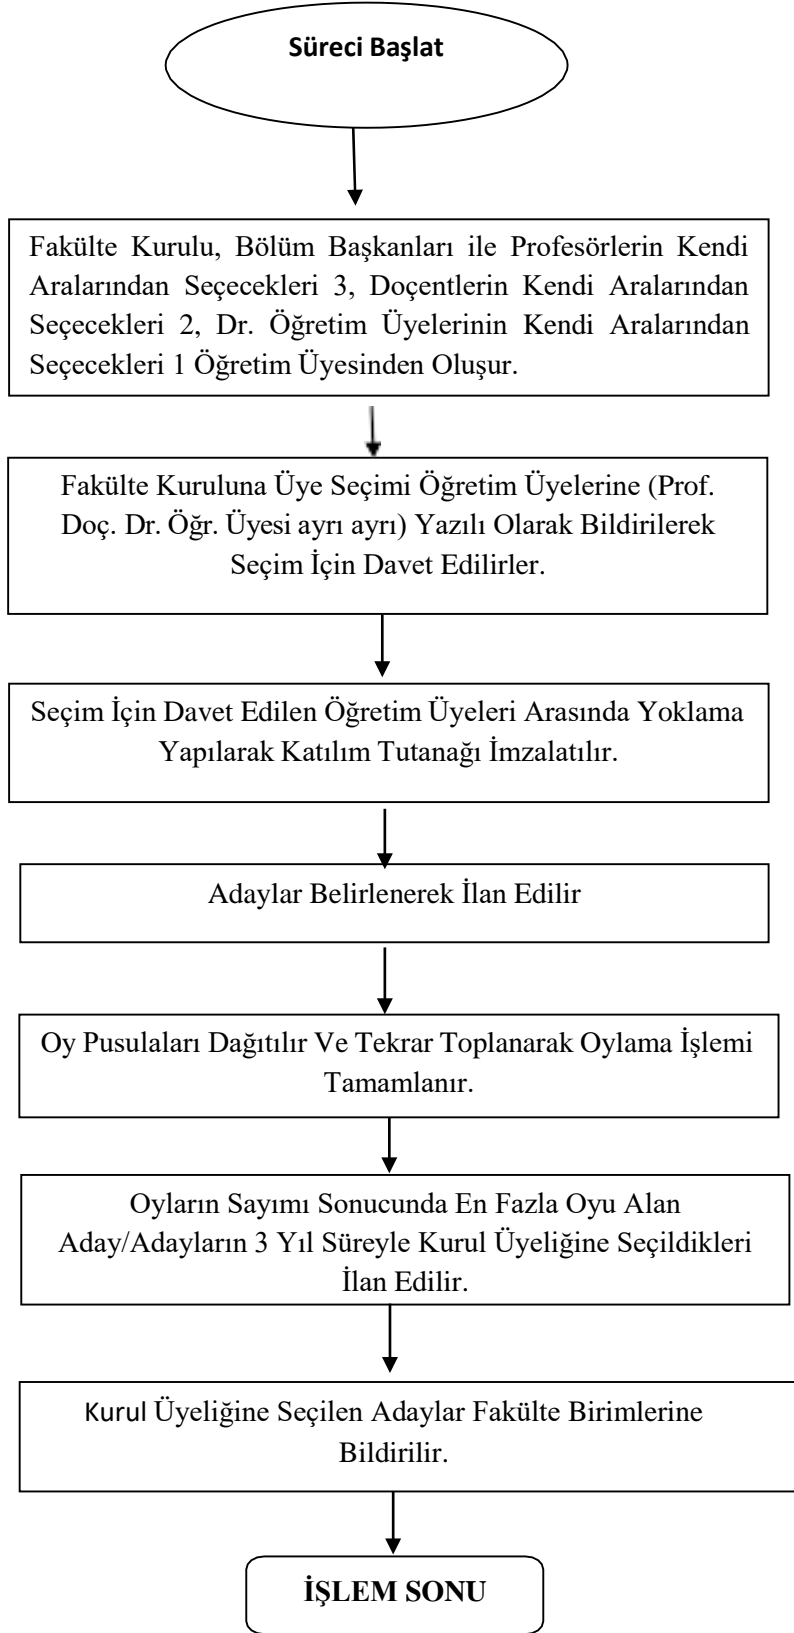 Süreci Başlat
Fakülte Kurulu, Bölüm Başkanları ile Profesörlerin Kendi
Aralarından Seçecekleri 3, Doçentlerin Kendi Aralarından
Seçecekleri 2, Dr. Öğretim Üyelerinin Kendi Aralarından
Seçecekleri 1 Öğretim Üyesinden Oluşur.
Fakülte Kuruluna Üye Seçimi Öğretim Üyelerine (Prof.
Doç. Dr. Öğr. Üyesi ayrı ayrı) Yazılı Olarak Bildirilerek
Seçim İçin Davet Edilirler.
Seçim İçin Davet Edilen Öğretim Üyeleri Arasında Yoklama
Yapılarak Katılım Tutanağı İmzalatılır.
Adaylar Belirlenerek İlan Edilir
Oy Pusulaları Dağıtılır Ve Tekrar Toplanarak Oylama İşlemi
Tamamlanır.
Oyların Sayımı Sonucunda En Fazla Oyu Alan
Aday/Adayların 3 Yıl Süreyle Kurul Üyeliğine Seçildikleri
İlan Edilir.
Kurul Üyeliğine Seçilen Adaylar Fakülte Birimlerine
Bildirilir.
İŞLEM SONU